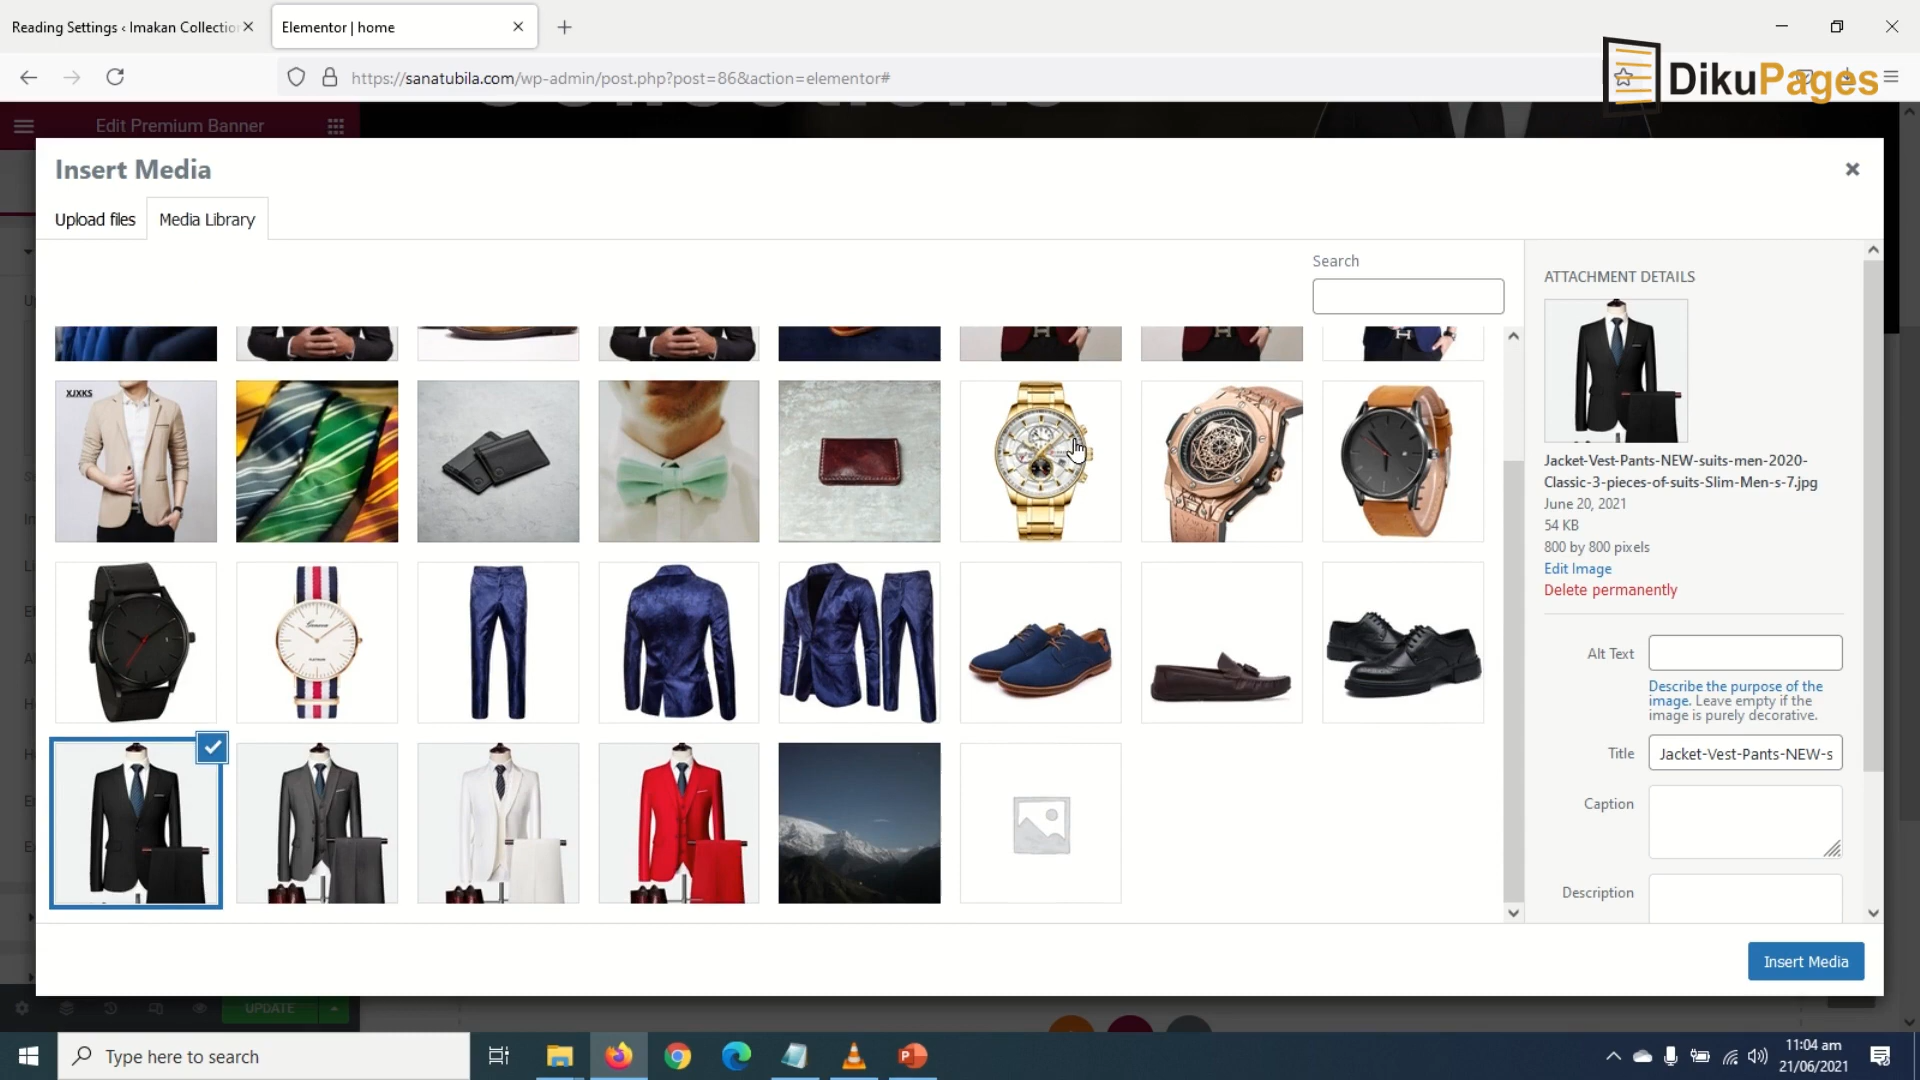 Reading Settings ‹ Imakan Collectio
Elementor | home
https://sanatubila.com/wp-admin/post.php?post=86&action=elementor#
DikuPages
Edit Premium Banner
Insert Media
Upload files
Media Library
Search
ATTACHMENT DETAILS
Jacket-Vest-Pants-NEW-suits-men-2020-
Classic-3-pieces-of-suits-Slim-Men-s-7.jpg
June 20, 2021
54 KB
800 by 800 pixels
Edit Image
Delete permanently
Alt Text
Describe the purpose of the
image. Leave empty if the
image is purely decorative.
Title
Jacket-Vest-Pants-NEW-s
Caption
Description
XJXKS
Insert Media
UPDATE
Type here to search
11:04 am
21/06/2021